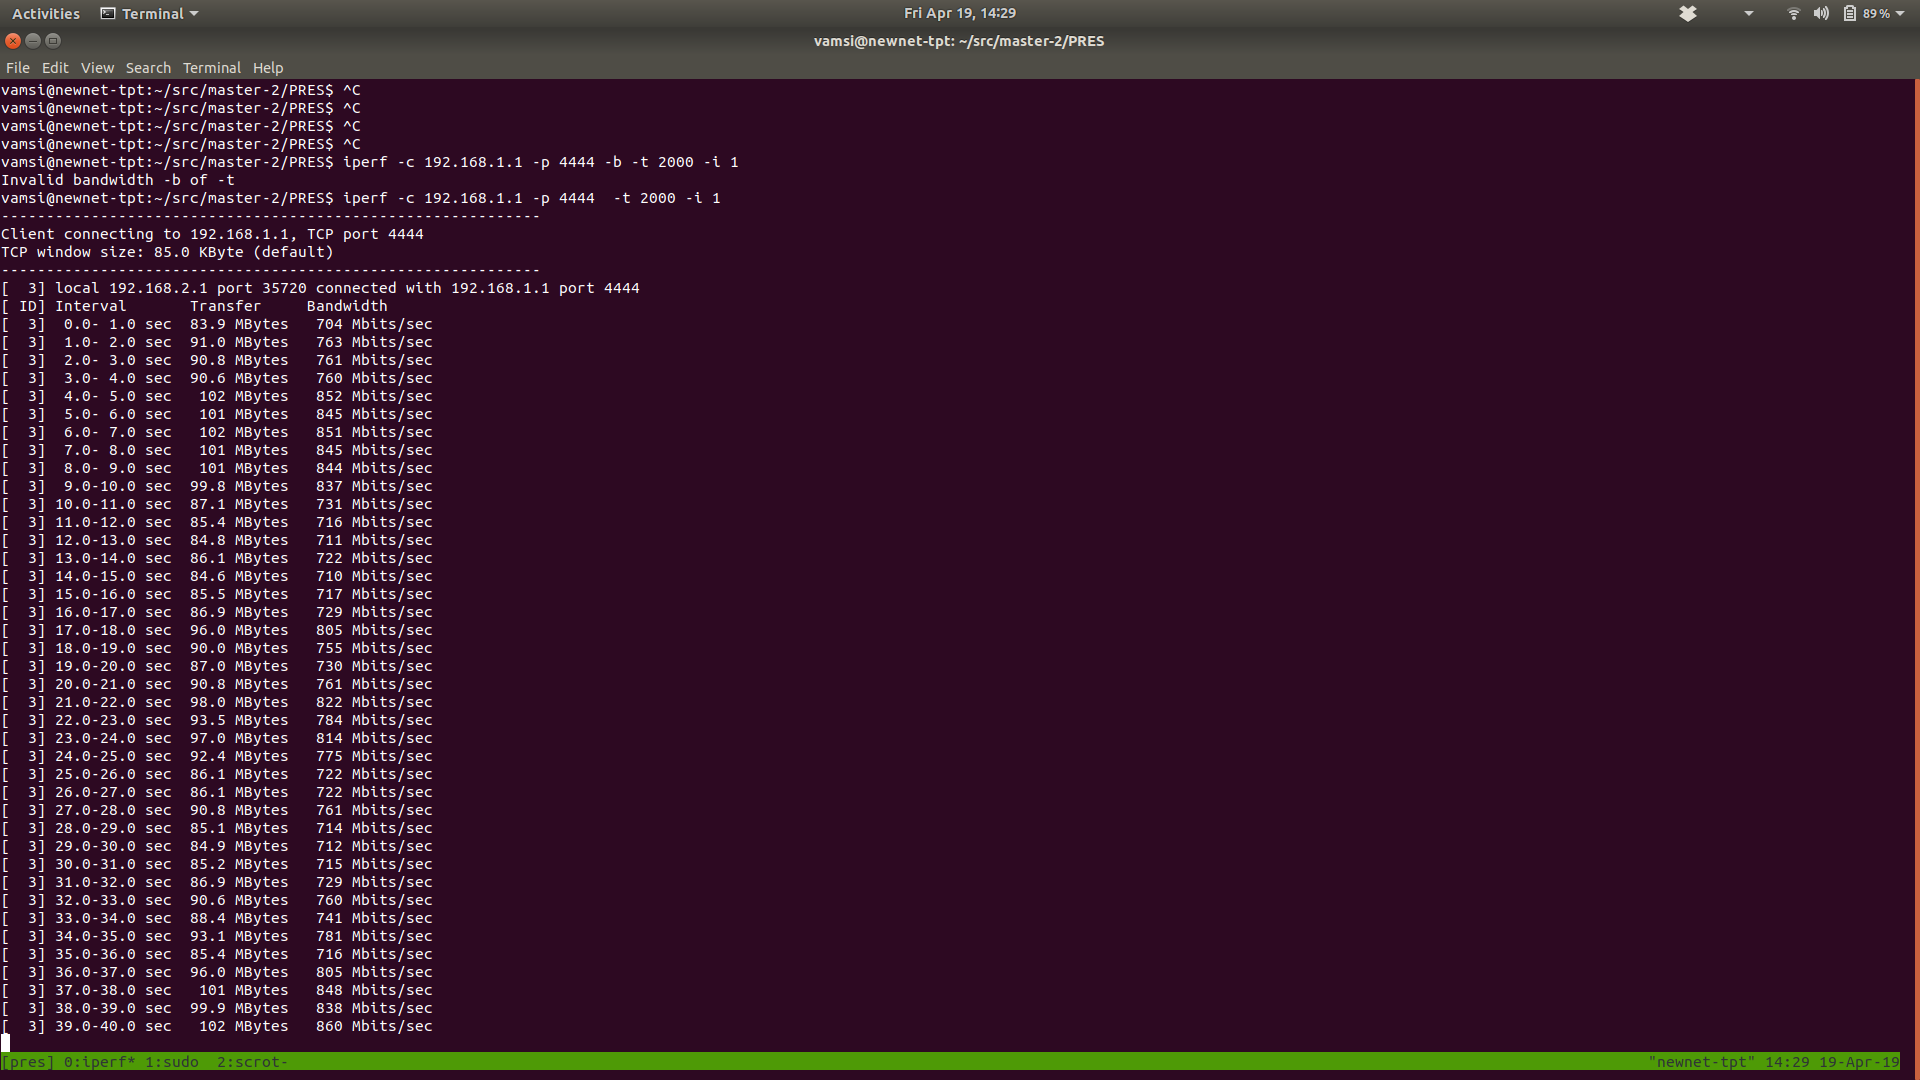 Activities Terminal Fri Apr 19, 14:29 89 %
vamsi@newnet-tpt: ~/src/master-2/PRES
File Edit View Search Terminal Help
vamsi@newnet-tpt:~/src/master-2/PRES$ ^C
vamsi@newnet-tpt:~/src/master-2/PRES$ ^C
vamsi@newnet-tpt:~/src/master-2/PRES$ ^C
vamsi@newnet-tpt:~/src/master-2/PRES$ ^C
vamsi@newnet-tpt:~/src/master-2/PRES$ iperf -c 192.168.1.1 -p 4444 -b -t 2000 -i 1
Invalid bandwidth -b of -t
vamsi@newnet-tpt:~/src/master-2/PRES$ iperf -c 192.168.1.1 -p 4444  -t 2000 -i 1
------------------------------------------------------------
Client connecting to 192.168.1.1, TCP port 4444
TCP window size: 85.0 KByte (default)
------------------------------------------------------------
[  3] local 192.168.2.1 port 35720 connected with 192.168.1.1 port 4444
[ ID] Interval       Transfer     Bandwidth
[  3]  0.0- 1.0 sec  83.9 MBytes   704 Mbits/sec
[  3]  1.0- 2.0 sec  91.0 MBytes   763 Mbits/sec
[  3]  2.0- 3.0 sec  90.8 MBytes   761 Mbits/sec
[  3]  3.0- 4.0 sec  90.6 MBytes   760 Mbits/sec
[  3]  4.0- 5.0 sec   102 MBytes   852 Mbits/sec
[  3]  5.0- 6.0 sec   101 MBytes   845 Mbits/sec
[  3]  6.0- 7.0 sec   102 MBytes   851 Mbits/sec
[  3]  7.0- 8.0 sec   101 MBytes   845 Mbits/sec
[  3]  8.0- 9.0 sec   101 MBytes   844 Mbits/sec
[  3]  9.0-10.0 sec  99.8 MBytes   837 Mbits/sec
[  3] 10.0-11.0 sec  87.1 MBytes   731 Mbits/sec
[  3] 11.0-12.0 sec  85.4 MBytes   716 Mbits/sec
[  3] 12.0-13.0 sec  84.8 MBytes   711 Mbits/sec
[  3] 13.0-14.0 sec  86.1 MBytes   722 Mbits/sec
[  3] 14.0-15.0 sec  84.6 MBytes   710 Mbits/sec
[  3] 15.0-16.0 sec  85.5 MBytes   717 Mbits/sec
[  3] 16.0-17.0 sec  86.9 MBytes   729 Mbits/sec
[  3] 17.0-18.0 sec  96.0 MBytes   805 Mbits/sec
[  3] 18.0-19.0 sec  90.0 MBytes   755 Mbits/sec
[  3] 19.0-20.0 sec  87.0 MBytes   730 Mbits/sec
[  3] 20.0-21.0 sec  90.8 MBytes   761 Mbits/sec
[  3] 21.0-22.0 sec  98.0 MBytes   822 Mbits/sec
[  3] 22.0-23.0 sec  93.5 MBytes   784 Mbits/sec
[  3] 23.0-24.0 sec  97.0 MBytes   814 Mbits/sec
[  3] 24.0-25.0 sec  92.4 MBytes   775 Mbits/sec
[  3] 25.0-26.0 sec  86.1 MBytes   722 Mbits/sec
[  3] 26.0-27.0 sec  86.1 MBytes   722 Mbits/sec
[  3] 27.0-28.0 sec  90.8 MBytes   761 Mbits/sec
[  3] 28.0-29.0 sec  85.1 MBytes   714 Mbits/sec
[  3] 29.0-30.0 sec  84.9 MBytes   712 Mbits/sec
[  3] 30.0-31.0 sec  85.2 MBytes   715 Mbits/sec
[  3] 31.0-32.0 sec  86.9 MBytes   729 Mbits/sec
[  3] 32.0-33.0 sec  90.6 MBytes   760 Mbits/sec
[  3] 33.0-34.0 sec  88.4 MBytes   741 Mbits/sec
[  3] 34.0-35.0 sec  93.1 MBytes   781 Mbits/sec
[  3] 35.0-36.0 sec  85.4 MBytes   716 Mbits/sec
[  3] 36.0-37.0 sec  96.0 MBytes   805 Mbits/sec
[  3] 37.0-38.0 sec   101 MBytes   848 Mbits/sec
[  3] 38.0-39.0 sec  99.9 MBytes   838 Mbits/sec
[  3] 39.0-40.0 sec   102 MBytes   860 Mbits/sec
[pres] 0:iperf* 1:sudo  2:scrot- "newnet-tpt" 14:29 19-Apr-19